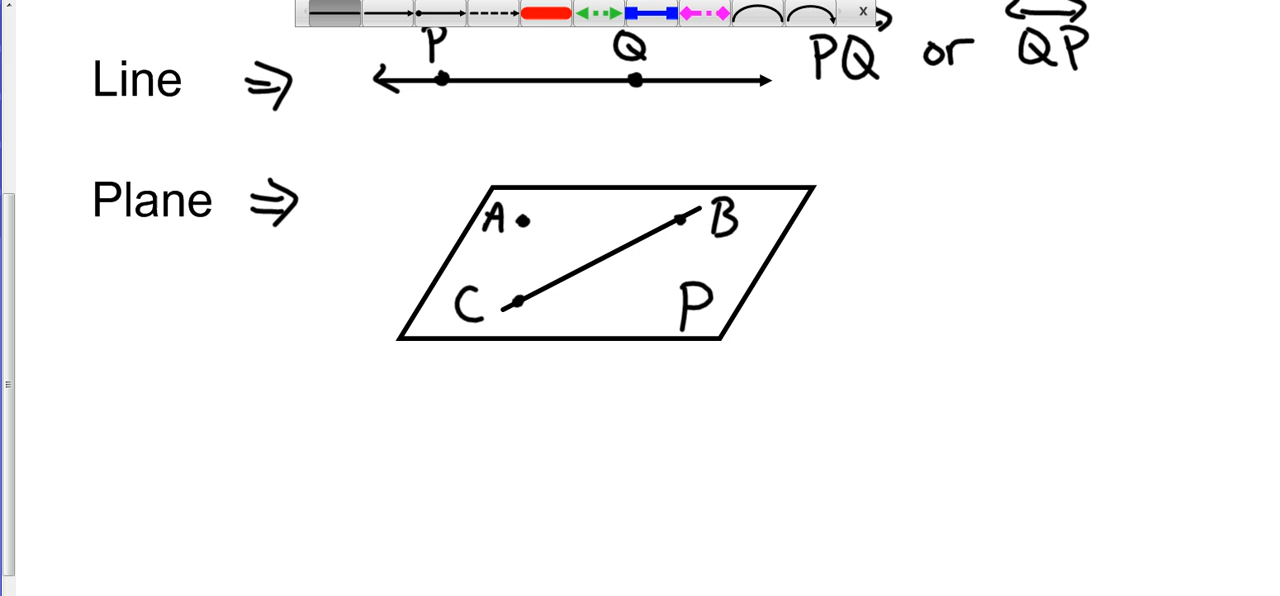 P Q PQ or QP
Line ⇒
Plane ⇒
A B
C P